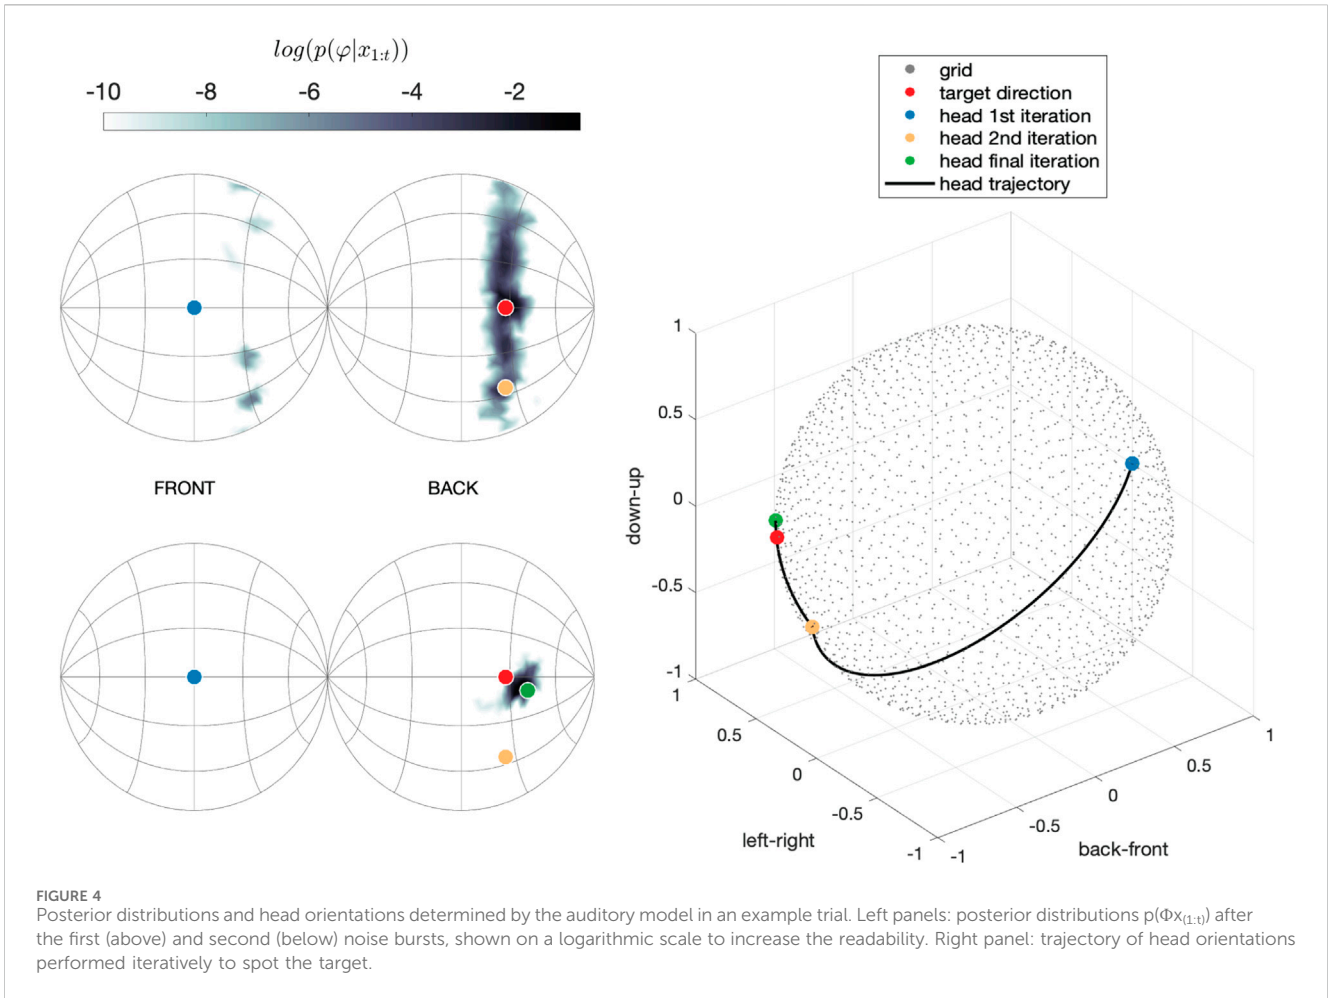 log(p(φ|x₁:ₜ))
-10 -8 -6 -4 -2
FRONT BACK
grid
target direction
head 1st iteration
head 2nd iteration
head final iteration
head trajectory
1
0.5
0
-0.5
-1
down-up
1
0.5
0
-0.5
-1
left-right
-1
-0.5
0
0.5
1
back-front
FIGURE 4
Posterior distributions and head orientations determined by the auditory model in an example trial. Left panels: posterior distributions p(Φx₍₁:ₜ₎) after
the first (above) and second (below) noise bursts, shown on a logarithmic scale to increase the readability. Right panel: trajectory of head orientations
performed iteratively to spot the target.